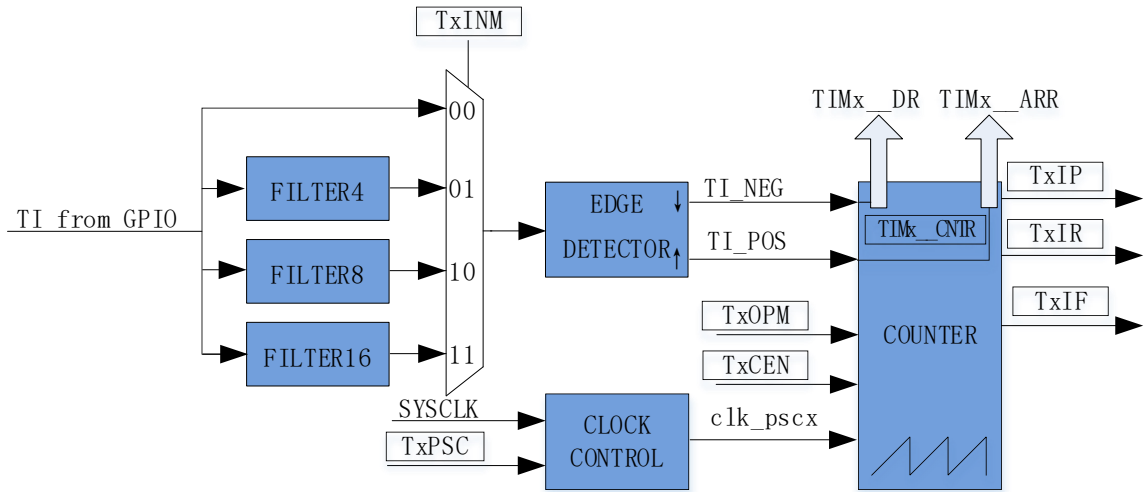 TxINM
00
TIMx__DR
TIMx__ARR
FILTER4
01
TI from GPIO
EDGE
↓
DETECTOR
↑
TI_NEG
TI_POS
TIMx__CNTR
TxIP
TxIR
TxIF
FILTER8
10
FILTER16
11
TxOPM
TxCEN
COUNTER
SYSCLK
TxPSC
CLOCK
CONTROL
clk_pscx